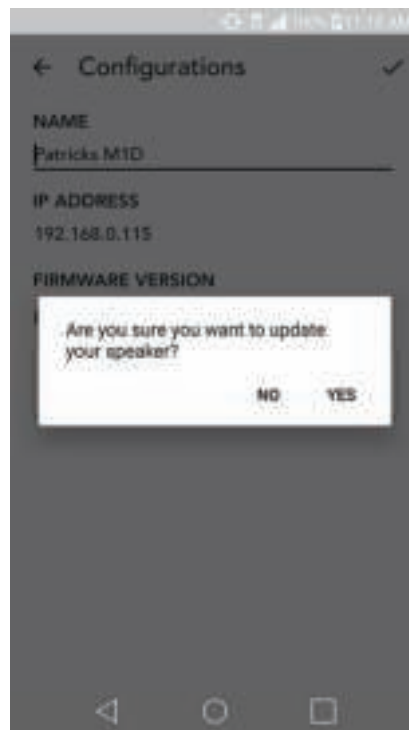 Configurations
NAME
Patricks M1D
IP ADDRESS
192.168.0.115
FIRMWARE VERSION
Are you sure you want to update
your speaker?
NO YES